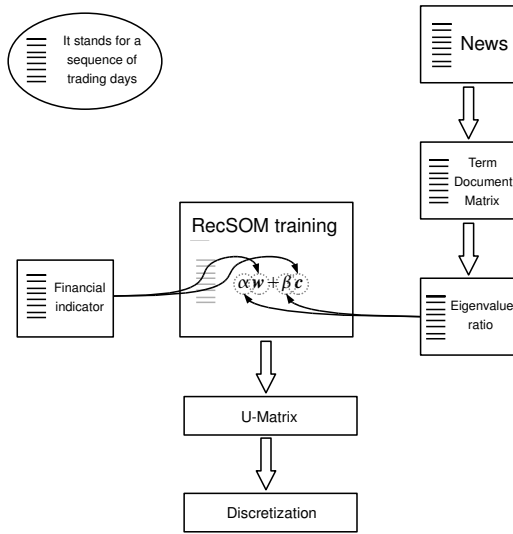 It stands for a
sequence of
trading days
News
Term
Document
Matrix
RecSOM training
αw+βc
Financial
indicator
Eigenvalue
ratio
U-Matrix
Discretization